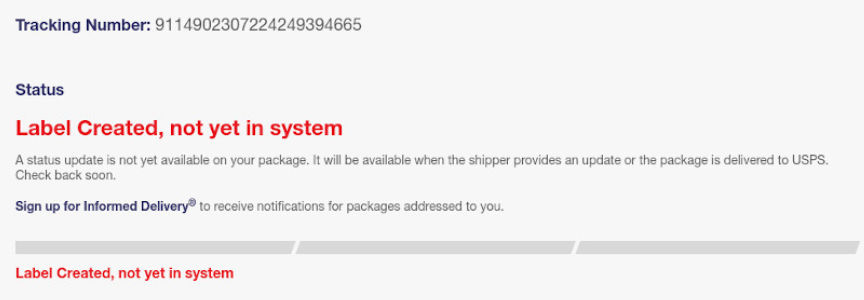 Tracking Number: 9114902307224249394665
Status
Label Created, not yet in system
A status update is not yet available on your package. It will be available when the shipper provides an update or the package is delivered to USPS.
Check back soon.
Sign up for Informed Delivery® to receive notifications for packages addressed to you.
Label Created, not yet in system